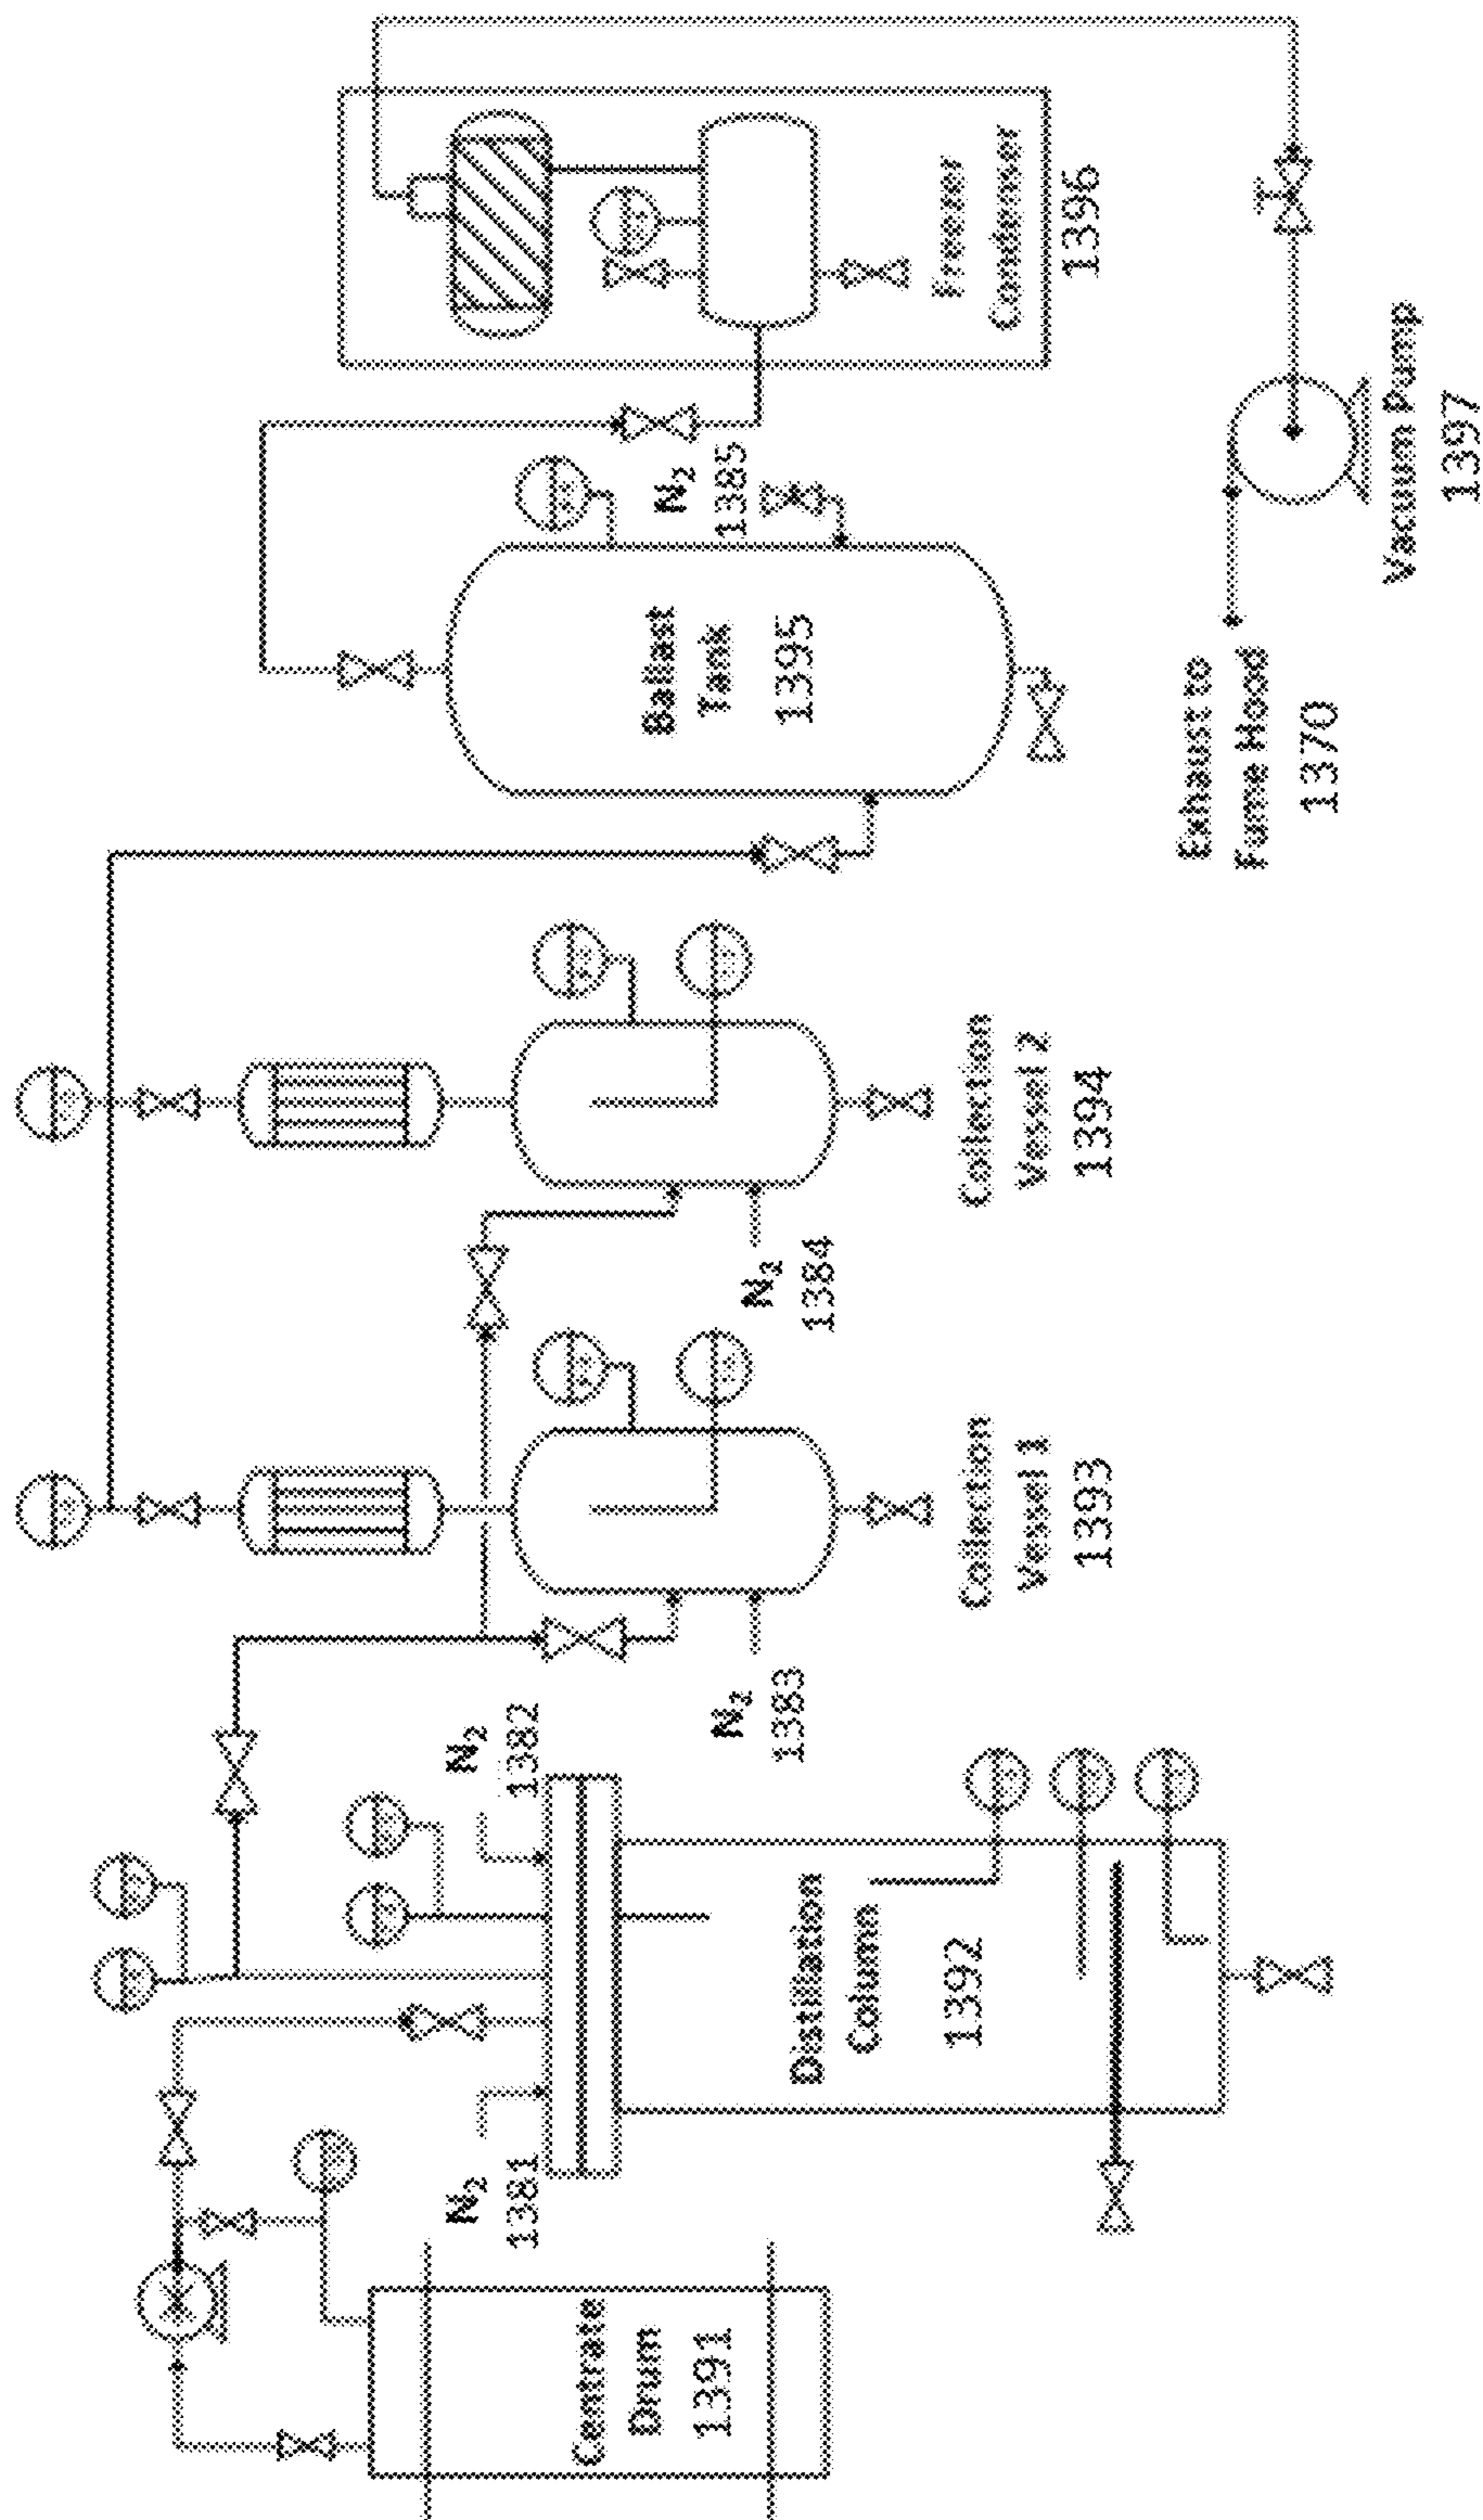 Centrate
Drum
1391
N₂
1381
Distillation
Column
1392
N₂
1382
N₂
1383
Collection
Vessel 1
1393
N₂
1384
Collection
Vessel 2
1394
Ballast
Tank
1395
N₂
1385
Freezer
Condenser
1396
Exhaust to
Fume Hood
1370
Vacuum Pump
1397